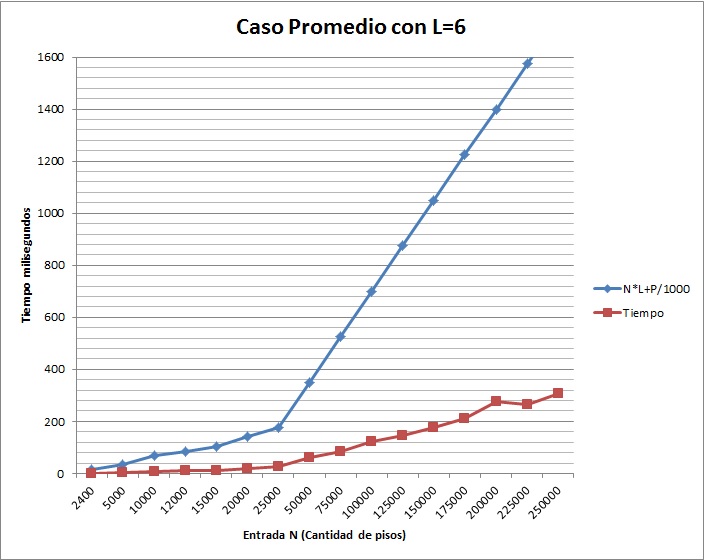 Caso Promedio con L=6
1600
1400
1200
1000
800
600
400
200
0
Tiempo milisegundos
2400 5000 10000 12000 15000 20000 25000 50000 75000 100000 125000 150000 175000 200000 225000 250000
Entrada N (Cantidad de pisos)
N*L+P/1000
Tiempo